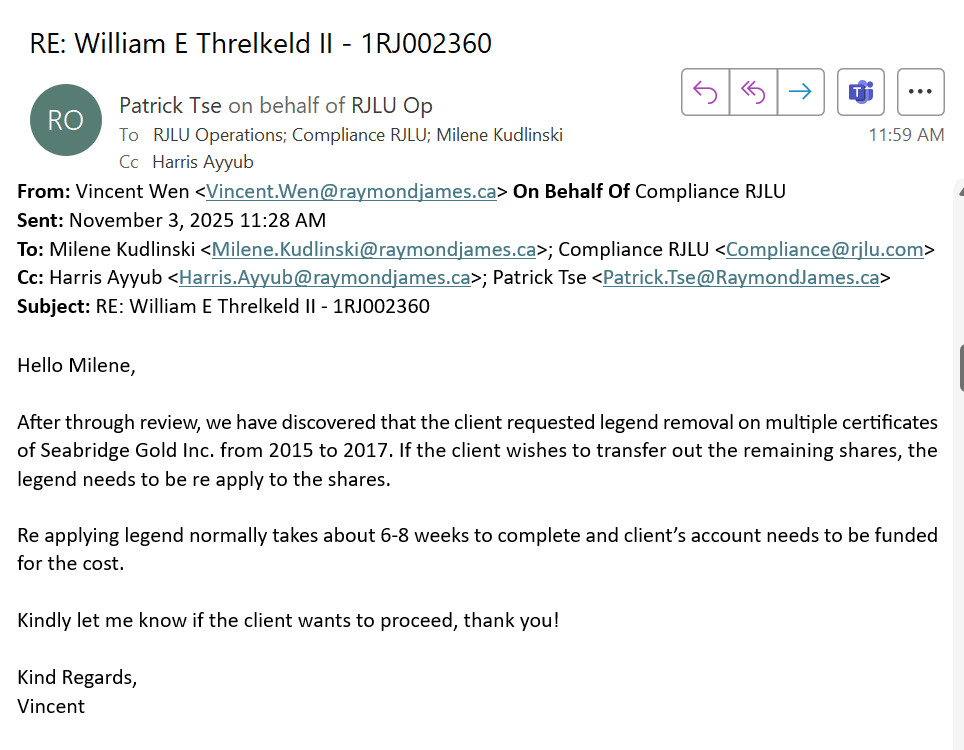 RE: William E Threlkeld II - 1RJ002360
RO
Patrick Tse on behalf of RJLU Op
To RJLU Operations; Compliance RJLU; Milene Kudlinski
11:59 AM
Cc Harris Ayyub
From: Vincent Wen <Vincent.Wen@raymondjames.ca> On Behalf Of Compliance RJLU
Sent: November 3, 2025 11:28 AM
To: Milene Kudlinski <Milene.Kudlinski@raymondjames.ca>; Compliance RJLU <Compliance@rjlu.com>
Cc: Harris Ayyub <Harris.Ayyub@raymondjames.ca>; Patrick Tse <Patrick.Tse@RaymondJames.ca>
Subject: RE: William E Threlkeld II - 1RJ002360
Hello Milene,
After through review, we have discovered that the client requested legend removal on multiple certificates
of Seabridge Gold Inc. from 2015 to 2017. If the client wishes to transfer out the remaining shares, the
legend needs to be re apply to the shares.
Re applying legend normally takes about 6-8 weeks to complete and client's account needs to be funded
for the cost.
Kindly let me know if the client wants to proceed, thank you!
Kind Regards,
Vincent